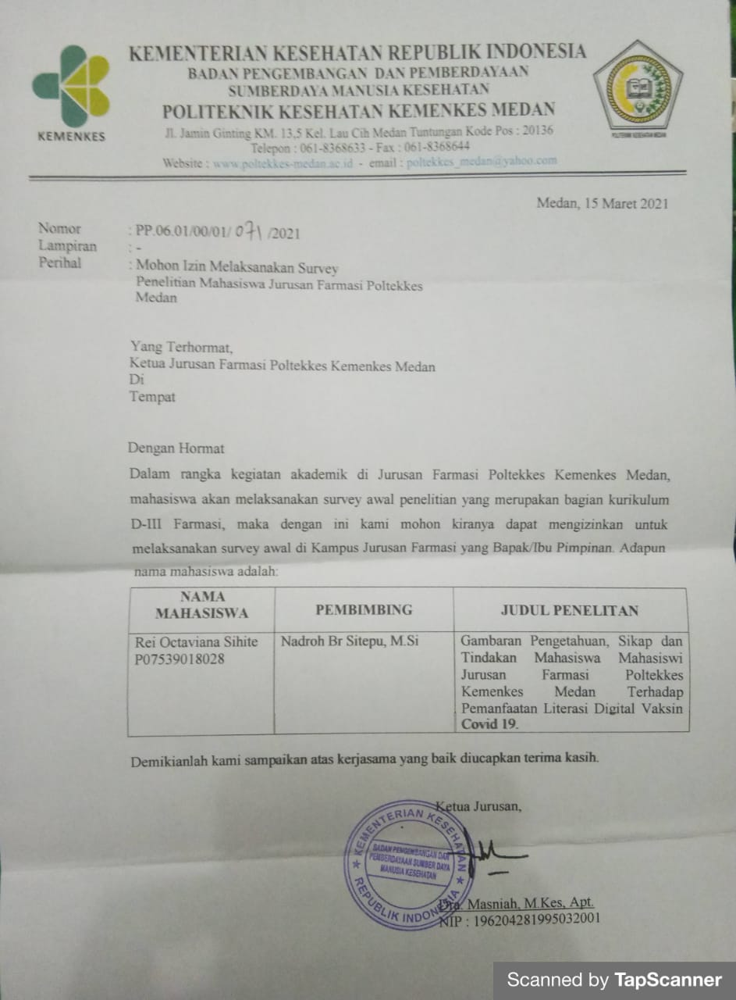 KEMENTERIAN KESEHATAN REPUBLIK INDONESIA
BADAN PENGEMBANGAN DAN PEMBERDAYAAN
SUMBERDAYA MANUSIA KESEHATAN
POLITEKNIK KESEHATAN KEMENKES MEDAN
Jl. Jamin Ginting KM. 13,5 Kel. Lau Cih Medan Tuntungan Kode Pos : 20136
Telepon : 061-8368633 - Fax : 061-8368644
Website : www.poltekkes-medan.ac.id - email : poltekkes_medan@yahoo.com
KEMENKES
POLITEKNIK KESEHATAN MEDAN
Medan, 15 Maret 2021
Nomor : PP.06.01/00/01/ 071 /2021
Lampiran : -
Perihal : Mohon Izin Melaksanakan Survey
Penelitian Mahasiswa Jurusan Farmasi Poltekkes
Medan
Yang Terhormat,
Ketua Jurusan Farmasi Poltekkes Kemenkes Medan
Di
Tempat
Dengan Hormat
Dalam rangka kegiatan akademik di Jurusan Farmasi Poltekkes Kemenkes Medan,
mahasiswa akan melaksanakan survey awal penelitian yang merupakan bagian kurikulum
D-III Farmasi, maka dengan ini kami mohon kiranya dapat mengizinkan untuk
melaksanakan survey awal di Kampus Jurusan Farmasi yang Bapak/Ibu Pimpinan. Adapun
nama mahasiswa adalah:
NAMA
MAHASISWA
PEMBIMBING
JUDUL PENELITAN
Rei Octaviana Sihite
P07539018028
Nadroh Br Sitepu, M.Si
Gambaran Pengetahuan, Sikap dan
Tindakan Mahasiswa Mahasiswi
Jurusan Farmasi Poltekkes
Kemenkes Medan Terhadap
Pemanfaatan Literasi Digital Vaksin
Covid 19.
Demikianlah kami sampaikan atas kerjasama yang baik diucapkan terima kasih.
Ketua Jurusan,
KEMENTERIAN KESEHATAN
BADAN PENGEMBANGAN DAN
PEMBERDAYAAN SUMBER DAYA
MANUSIA KESEHATAN
REPUBLIK INDONESIA
Dra. Masniah, M.Kes, Apt.
NIP : 196204281995032001
Scanned by TapScanner